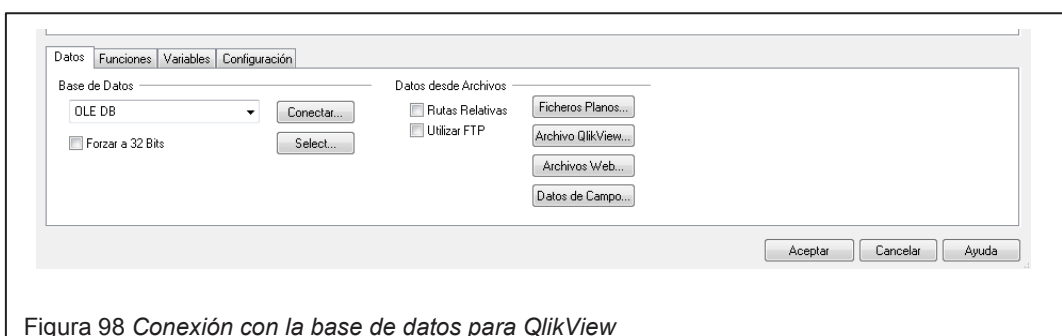 Datos Funciones Variables Configuración
Base de Datos
OLE DB
Conectar...
Forzar a 32 Bits
Select...
Datos desde Archivos
Rutas Relativas
Utilizar FTP
Ficheros Planos...
Archivo QlikView...
Archivos Web...
Datos de Campo...
Aceptar Cancelar Ayuda
Figura 98 Conexión con la base de datos para QlikView